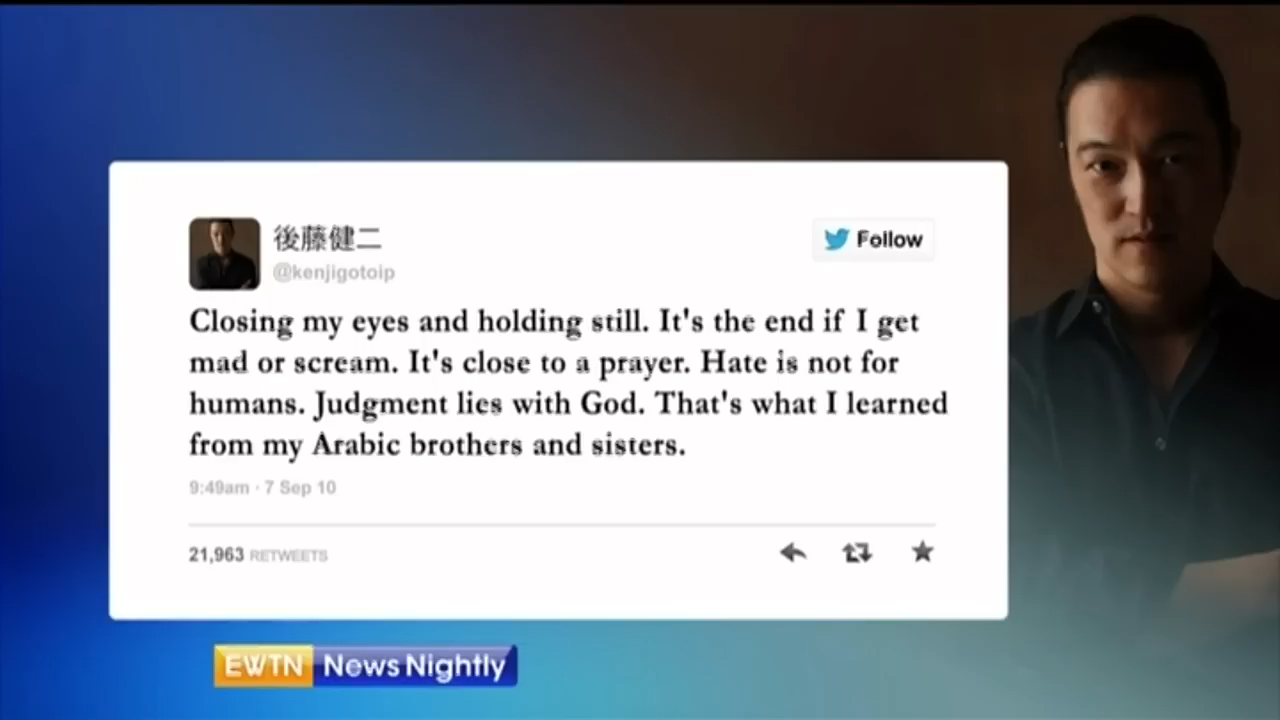 後藤健二
@kenjigotoip
Follow
Closing my eyes and holding still. It's the end if I get
mad or scream. It's close to a prayer. Hate is not for
humans. Judgment lies with God. That's what I learned
from my Arabic brothers and sisters.
9:49am · 7 Sep 10
21,963 RETWEETS
EWTN News Nightly